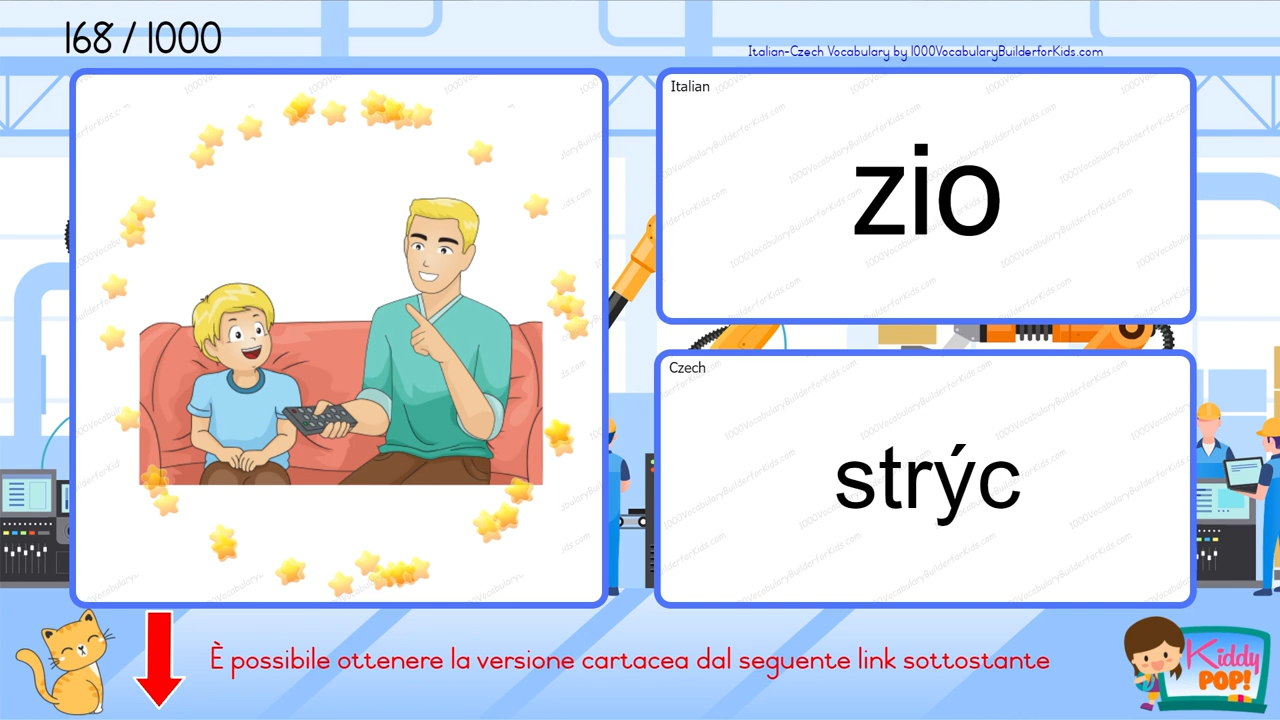 168 / 1000
Italian-Czech Vocabulary by 1000VocabularyBuilderforKids.com
Italian
zio
Czech
strýc
È possibile ottenere la versione cartacea dal seguente link sottostante
Kiddy
POP!